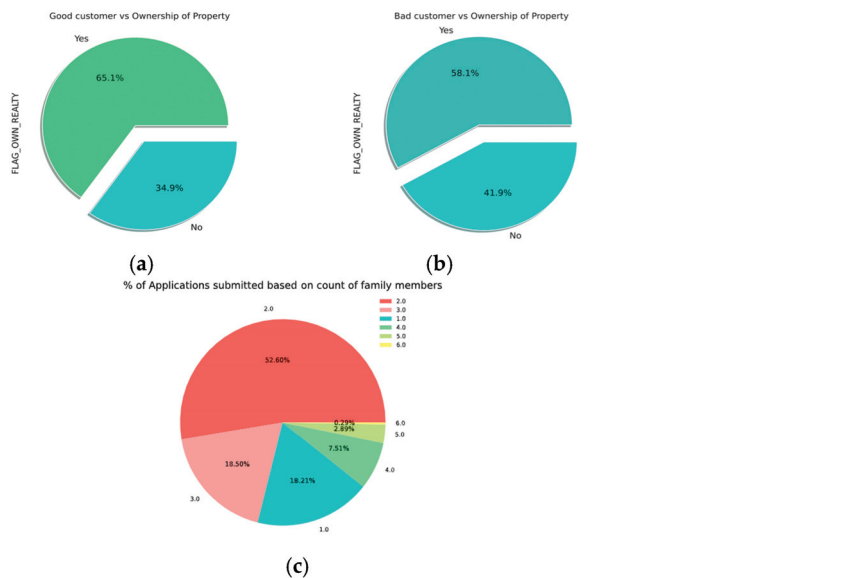 Good customer vs Ownership of Property
Yes
65.1%
FLAG_OWN_REALTY
34.9%
No
(a)
Bad customer vs Ownership of Property
Yes
58.1%
FLAG_OWN_REALTY
41.9%
No
(b)
% of Applications submitted based on count of family members
2.0
3.0
1.0
4.0
5.0
6.0
2.0
52.60%
0.29%
6.0
2.89%
5.0
7.51%
4.0
18.50%
18.21%
3.0
1.0
(c)